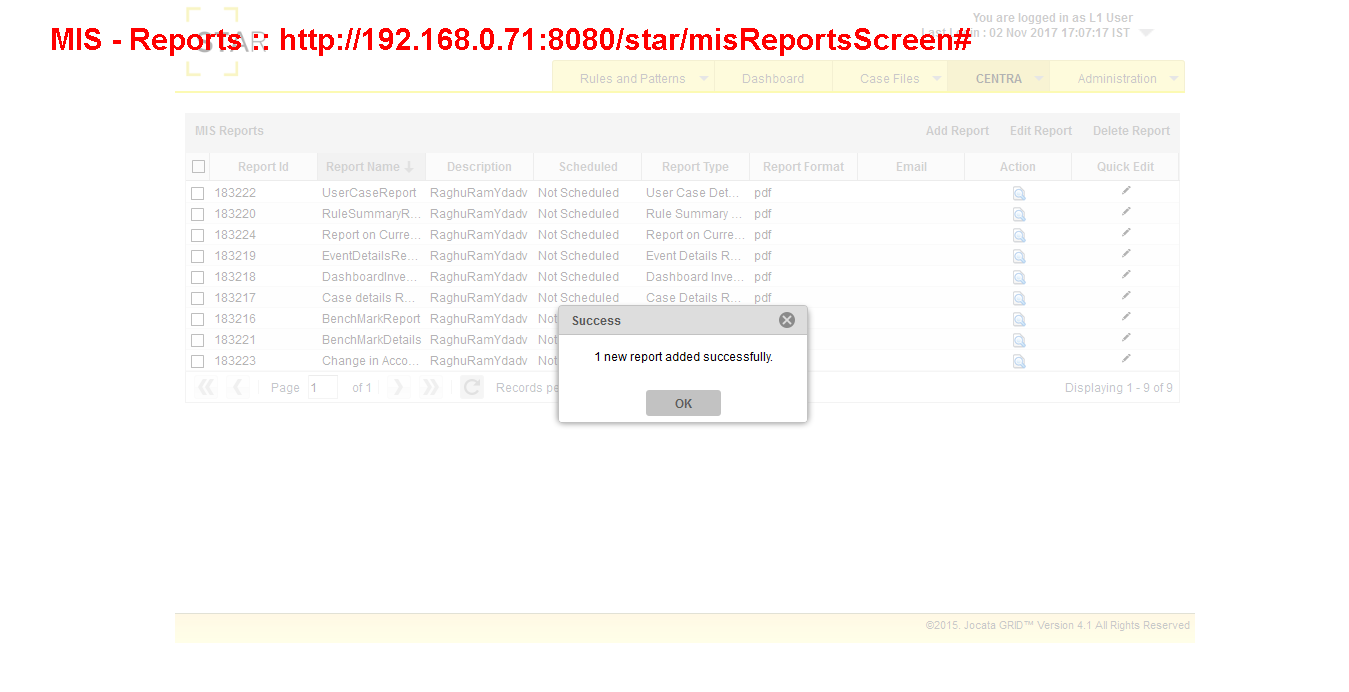 You are logged in as L1 User
MIS - Reports :: http://192.168.0.71:8080/star/misReportsScreen#
STAR
: 02 Nov 2017 17:07:17 IST
Rules and Patterns Dashboard Case Files CENTRA Administration
MIS Reports Add Report Edit Report Delete Report
Report Id Report Name Description Scheduled Report Type Report Format Email Action Quick Edit
183222 UserCaseReport RaghuRamYdadv Not Scheduled User Case Det... pdf
183220 RuleSummaryR... RaghuRamYdadv Not Scheduled Rule Summary ... pdf
183224 Report on Curre... RaghuRamYdadv Not Scheduled Report on Curre... pdf
183219 EventDetailsRe... RaghuRamYdadv Not Scheduled Event Details R... pdf
183218 DashboardInve... RaghuRamYdadv Not Scheduled Dashboard Inve... pdf
183217 Case details R... RaghuRamYdadv Not Scheduled Case Details R... pdf
183216 BenchMarkReport RaghuRamYdadv Not
183221 BenchMarkDetails RaghuRamYdadv Not
183223 Change in Acco... RaghuRamYdadv Not
Success
1 new report added successfully.
OK
Page 1 of 1 Records pe Displaying 1 - 9 of 9
©2015. Jocata GRID™ Version 4.1 All Rights Reserved